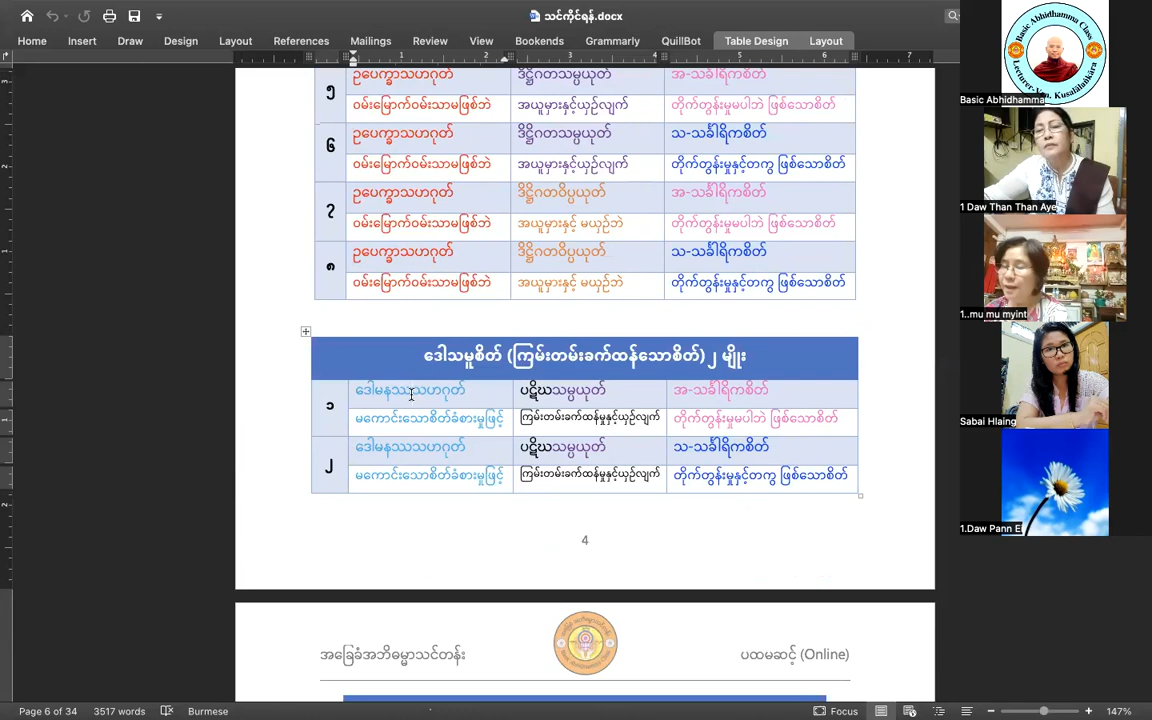 သင်ကိုင်ရန်.docx
Home Insert Draw Design Layout References Mailings Review View Bookends Grammarly QuillBot Table Design Layout
၅ ဥပေက္ခာသဟဂုတ် ဒိဋ္ဌိဂတသမ္ပယုတ် အ-သင်္ခါရိကစိတ်
ဝမ်းမြောက်ဝမ်းသာမဖြစ်ဘဲ အယူမှားနှင့်ယှဉ်လျက် တိုက်တွန်းမှုမပါဘဲ ဖြစ်သောစိတ်
၆ ဥပေက္ခာသဟဂုတ် ဒိဋ္ဌိဂတသမ္ပယုတ် သ-သင်္ခါရိကစိတ်
ဝမ်းမြောက်ဝမ်းသာမဖြစ်ဘဲ အယူမှားနှင့်ယှဉ်လျက် တိုက်တွန်းမှုနှင့်တကွ ဖြစ်သောစိတ်
၇ ဥပေက္ခာသဟဂုတ် ဒိဋ္ဌိဂတဝိပ္ပယုတ် အ-သင်္ခါရိကစိတ်
ဝမ်းမြောက်ဝမ်းသာမဖြစ်ဘဲ အယူမှားနှင့် မယှဉ်ဘဲ တိုက်တွန်းမှုမပါဘဲ ဖြစ်သောစိတ်
၈ ဥပေက္ခာသဟဂုတ် ဒိဋ္ဌိဂတဝိပ္ပယုတ် သ-သင်္ခါရိကစိတ်
ဝမ်းမြောက်ဝမ်းသာမဖြစ်ဘဲ အယူမှားနှင့် မယှဉ်ဘဲ တိုက်တွန်းမှုနှင့်တကွ ဖြစ်သောစိတ်
ဒေါသမူစိတ် (ကြမ်းတမ်းခက်ထန်သောစိတ်) ၂ မျိုး
၁ ဒေါမနဿသဟဂုတ် ပဋိဃသမ္ပယုတ် အ-သင်္ခါရိကစိတ်
မကောင်းသောစိတ်ခံစားမှုဖြင့် ကြမ်းတမ်းခက်ထန်မှုနှင့်ယှဉ်လျက် တိုက်တွန်းမှုမပါဘဲ ဖြစ်သောစိတ်
၂ ဒေါမနဿသဟဂုတ် ပဋိဃသမ္ပယုတ် သ-သင်္ခါရိကစိတ်
မကောင်းသောစိတ်ခံစားမှုဖြင့် ကြမ်းတမ်းခက်ထန်မှုနှင့်ယှဉ်လျက် တိုက်တွန်းမှုနှင့်တကွ ဖြစ်သောစိတ်
4
အခြေခံအဘိဓမ္မာသင်တန်း ပထမဆင့် (Online)
Page 6 of 34 3517 words Burmese Focus 147%
Basic Abhidhamma Class
Lecturer-Ven. Kusalālaṅkāra
Basic Abhidhamma
1 Daw Than Than Aye
1..mu mu myint
Sabai Hlaing
1.Daw Pann Ei